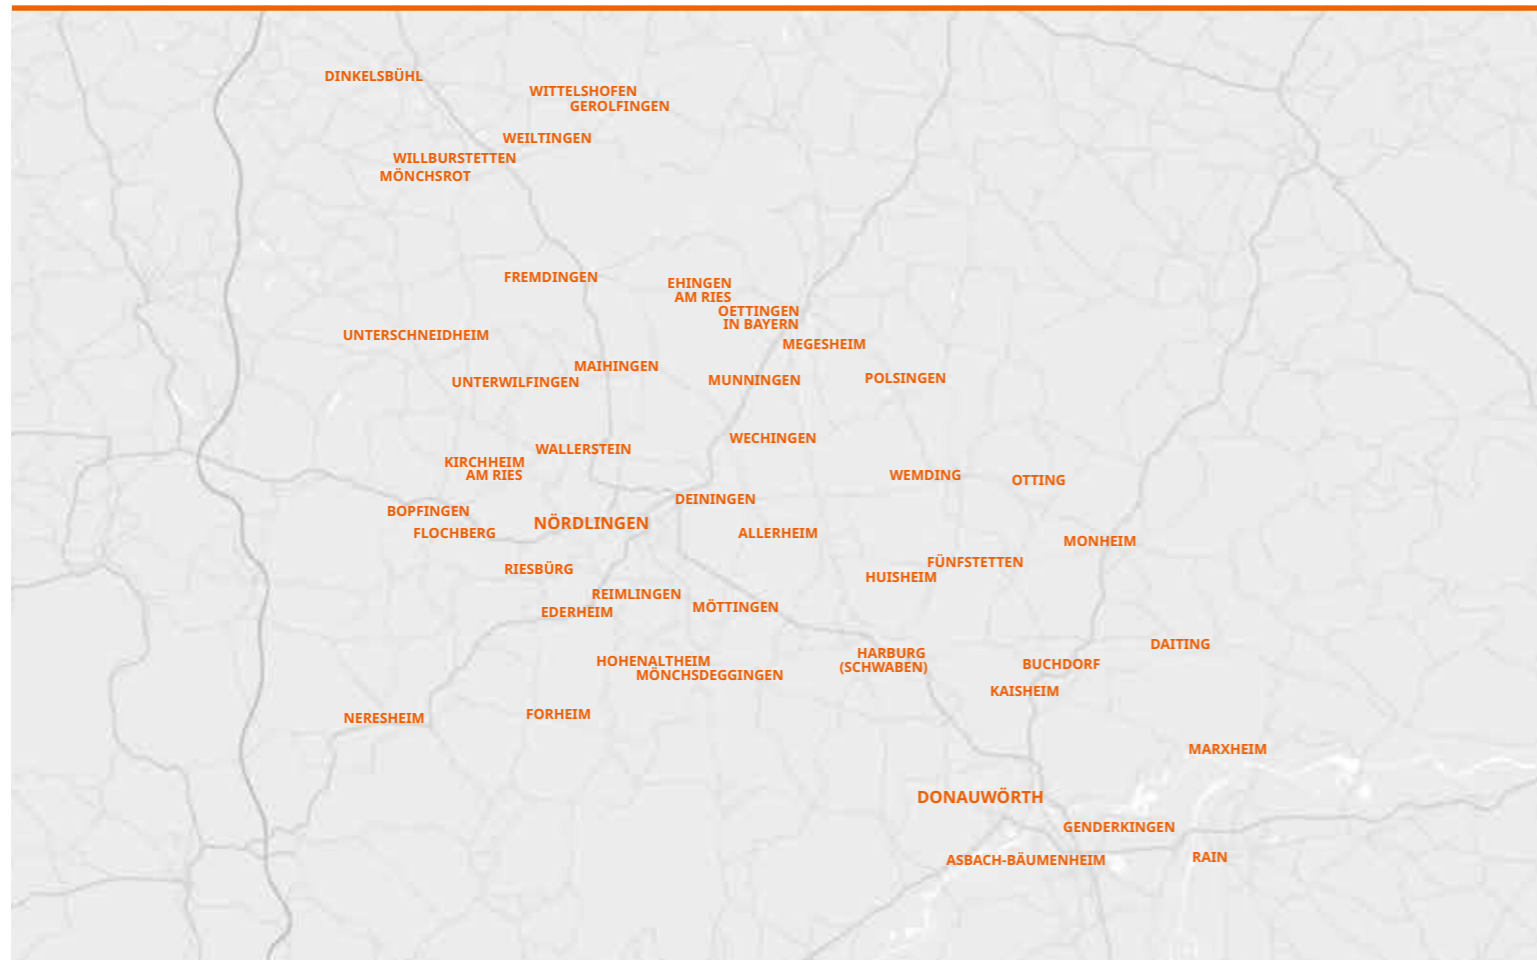 DINKELSBÜHL
WITTELSHOFEN
GEROLFINGEN
WEILTINGEN
WILLBURSTETTEN
MÖNCHSROT
FREMDINGEN
EHINGEN
AM RIES
OETTINGEN
IN BAYERN
UNTERSCHNEIDHEIM
MEGESHEIM
MAIHINGEN
UNTERWILFINGEN
MUNNINGEN
POLSINGEN
WECHINGEN
WALLERSTEIN
KIRCHHEIM
AM RIES
WEMDING
OTTING
DEININGEN
BOPFINGEN
NÖRDLINGEN
FLOCHBERG
ALLERHEIM
MONHEIM
FÜNFSTETTEN
RIESBÜRG
HUISHEIM
REIMLINGEN
MÖTTINGEN
EDERHEIM
DAITING
HARBURG
(SCHWABEN)
HOHENALTHEIM
BUCHDORF
MÖNCHSDEGGINGEN
KAISHEIM
FORHEIM
NERESHEIM
MARXHEIM
DONAUWÖRTH
GENDERKINGEN
RAIN
ASBACH-BÄUMENHEIM